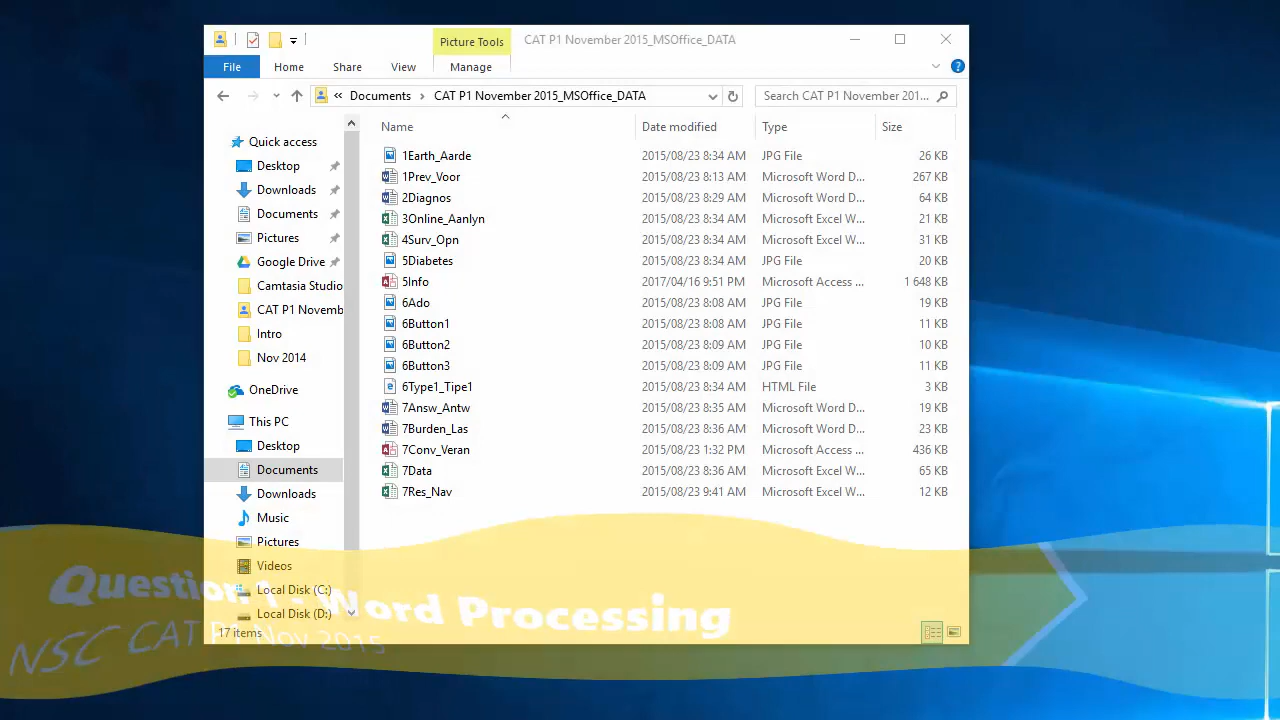 Picture Tools
CAT P1 November 2015_MSOffice_DATA
File Home Share View Manage
« Documents › CAT P1 November 2015_MSOffice_DATA
Search CAT P1 November 201...
Name Date modified Type Size
Quick access
Desktop
Downloads
Documents
Pictures
Google Drive
Camtasia Studio
CAT P1 Novemb
Intro
Nov 2014
OneDrive
This PC
Desktop
Documents
Downloads
Music
Pictures
Videos
Local Disk (C:)
Local Disk (D:)
1Earth_Aarde 2015/08/23 8:34 AM JPG File 26 KB
1Prev_Voor 2015/08/23 8:13 AM Microsoft Word D... 267 KB
2Diagnos 2015/08/23 8:29 AM Microsoft Word D... 64 KB
3Online_Aanlyn 2015/08/23 8:34 AM Microsoft Excel W... 21 KB
4Surv_Opn 2015/08/23 8:34 AM Microsoft Excel W... 31 KB
5Diabetes 2015/08/23 8:34 AM JPG File 20 KB
5Info 2017/04/16 9:51 PM Microsoft Access ... 1 648 KB
6Ado 2015/08/23 8:08 AM JPG File 19 KB
6Button1 2015/08/23 8:08 AM JPG File 11 KB
6Button2 2015/08/23 8:09 AM JPG File 10 KB
6Button3 2015/08/23 8:09 AM JPG File 11 KB
6Type1_Tipe1 2015/08/23 8:34 AM HTML File 3 KB
7Answ_Antw 2015/08/23 8:35 AM Microsoft Word D... 19 KB
7Burden_Las 2015/08/23 8:36 AM Microsoft Word D... 23 KB
7Conv_Veran 2015/08/23 1:32 PM Microsoft Access ... 436 KB
7Data 2015/08/23 8:36 AM Microsoft Excel W... 65 KB
7Res_Nav 2015/08/23 9:41 AM Microsoft Excel W... 12 KB
17 items
Question 1 - Word Processing
NSC CAT P1 Nov 2015